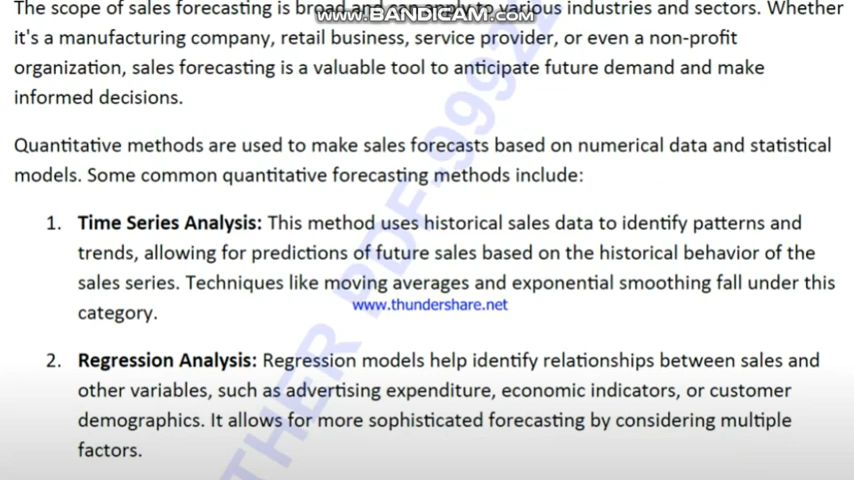 The scope of sales forecasting is broad and can apply to various industries and sectors. Whether
www.BANDICAM.com
it's a manufacturing company, retail business, service provider, or even a non-profit
organization, sales forecasting is a valuable tool to anticipate future demand and make
informed decisions.
Quantitative methods are used to make sales forecasts based on numerical data and statistical
models. Some common quantitative forecasting methods include:
1. Time Series Analysis: This method uses historical sales data to identify patterns and
trends, allowing for predictions of future sales based on the historical behavior of the
sales series. Techniques like moving averages and exponential smoothing fall under this
www.thundershare.net
category.
2. Regression Analysis: Regression models help identify relationships between sales and
other variables, such as advertising expenditure, economic indicators, or customer
demographics. It allows for more sophisticated forecasting by considering multiple
factors.